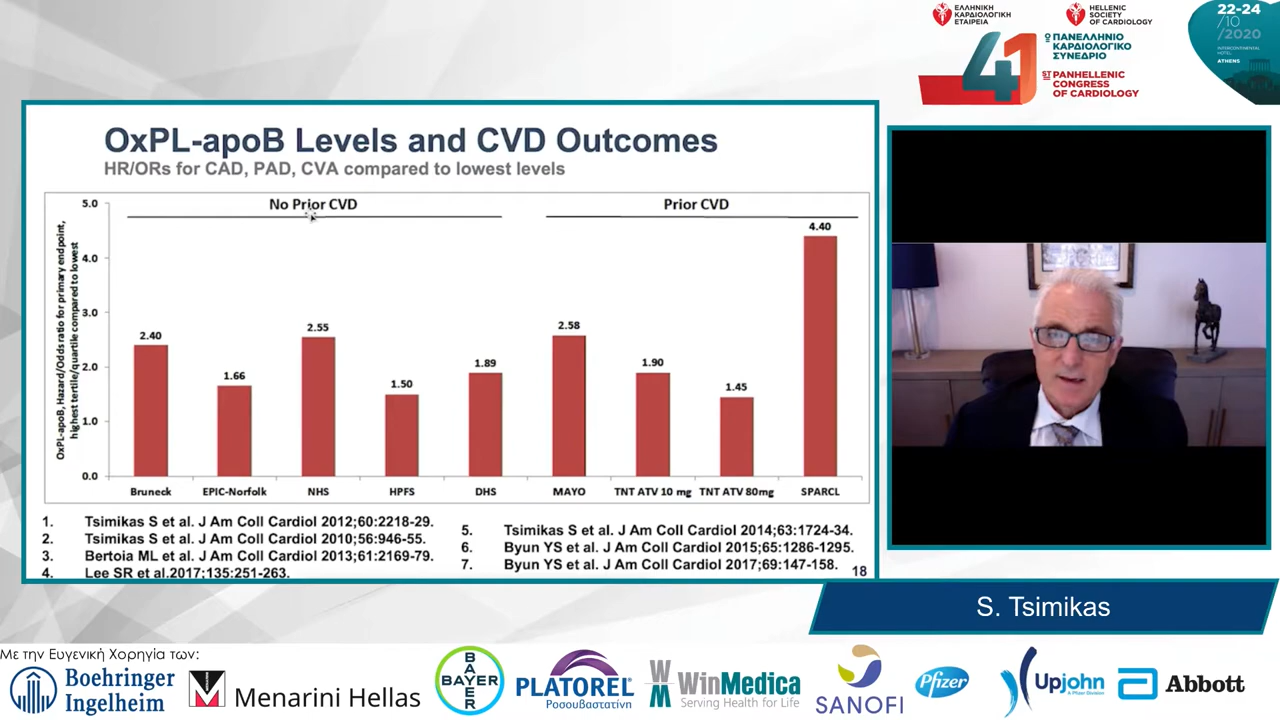 ΕΛΛΗΝΙΚΗ
ΚΑΡΔΙΟΛΟΓΙΚΗ
ΕΤΑΙΡΕΙΑ
HELLENIC
SOCIETY
OF CARDIOLOGY
41
ο ΠΑΝΕΛΛΗΝΙΟ
ΚΑΡΔΙΟΛΟΓΙΚΟ
ΣΥΝΕΔΡΙΟ
ST PANHELLENIC
CONGRESS
OF CARDIOLOGY
22-24
/10
/2020
INTERCONTINENTAL
HOTEL
ATHENS
OxPL-apoB Levels and CVD Outcomes
HR/ORs for CAD, PAD, CVA compared to lowest levels
OxPL-apoB, Hazard/Odds ratio for primary endpoint,
highest tertile/quartile compared to lowest
5.0
4.0
3.0
2.0
1.0
0.0
No Prior CVD
Prior CVD
2.40
1.66
2.55
1.50
1.89
2.58
1.90
1.45
4.40
Bruneck
EPIC-Norfolk
NHS
HPFS
DHS
MAYO
TNT ATV 10 mg
TNT ATV 80mg
SPARCL
1. Tsimikas S et al. J Am Coll Cardiol 2012;60:2218-29.
2. Tsimikas S et al. J Am Coll Cardiol 2010;56:946-55.
3. Bertoia ML et al. J Am Coll Cardiol 2013;61:2169-79.
4. Lee SR et al.2017;135:251-263.
5. Tsimikas S et al. J Am Coll Cardiol 2014;63:1724-34.
6. Byun YS et al. J Am Coll Cardiol 2015;65:1286-1295.
7. Byun YS et al. J Am Coll Cardiol 2017;69:147-158.
18
S. Tsimikas
Με την Ευγενική Χορηγία των:
Boehringer
Ingelheim
Menarini Hellas
BAYER
BAYER
PLATOREL
Ροσουβαστατίνη
WinMedica
Serving Health for Life
SANOFI
Pfizer
Upjohn
A Pfizer Division
Abbott